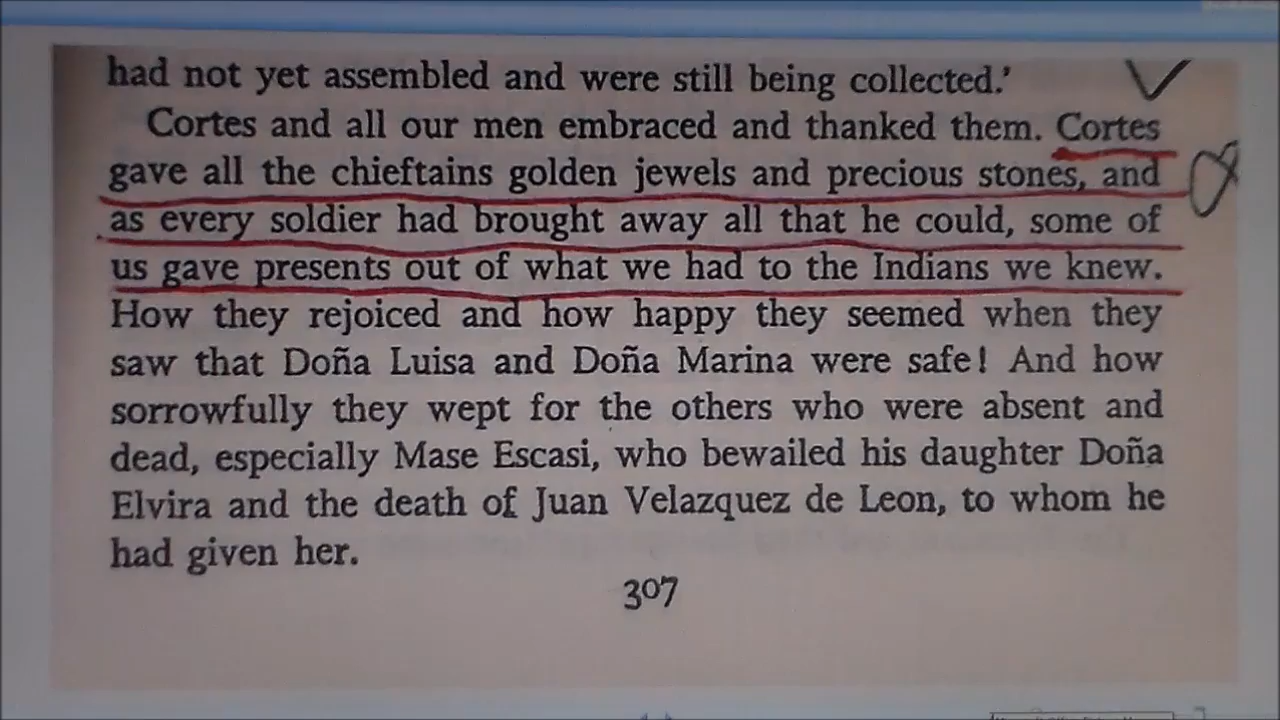 had not yet assembled and were still being collected.'
Cortes and all our men embraced and thanked them. Cortes
gave all the chieftains golden jewels and precious stones, and
as every soldier had brought away all that he could, some of
us gave presents out of what we had to the Indians we knew.
How they rejoiced and how happy they seemed when they
saw that Doña Luisa and Doña Marina were safe! And how
sorrowfully they wept for the others who were absent and
dead, especially Mase Escasi, who bewailed his daughter Doña
Elvira and the death of Juan Velazquez de Leon, to whom he
had given her.
307